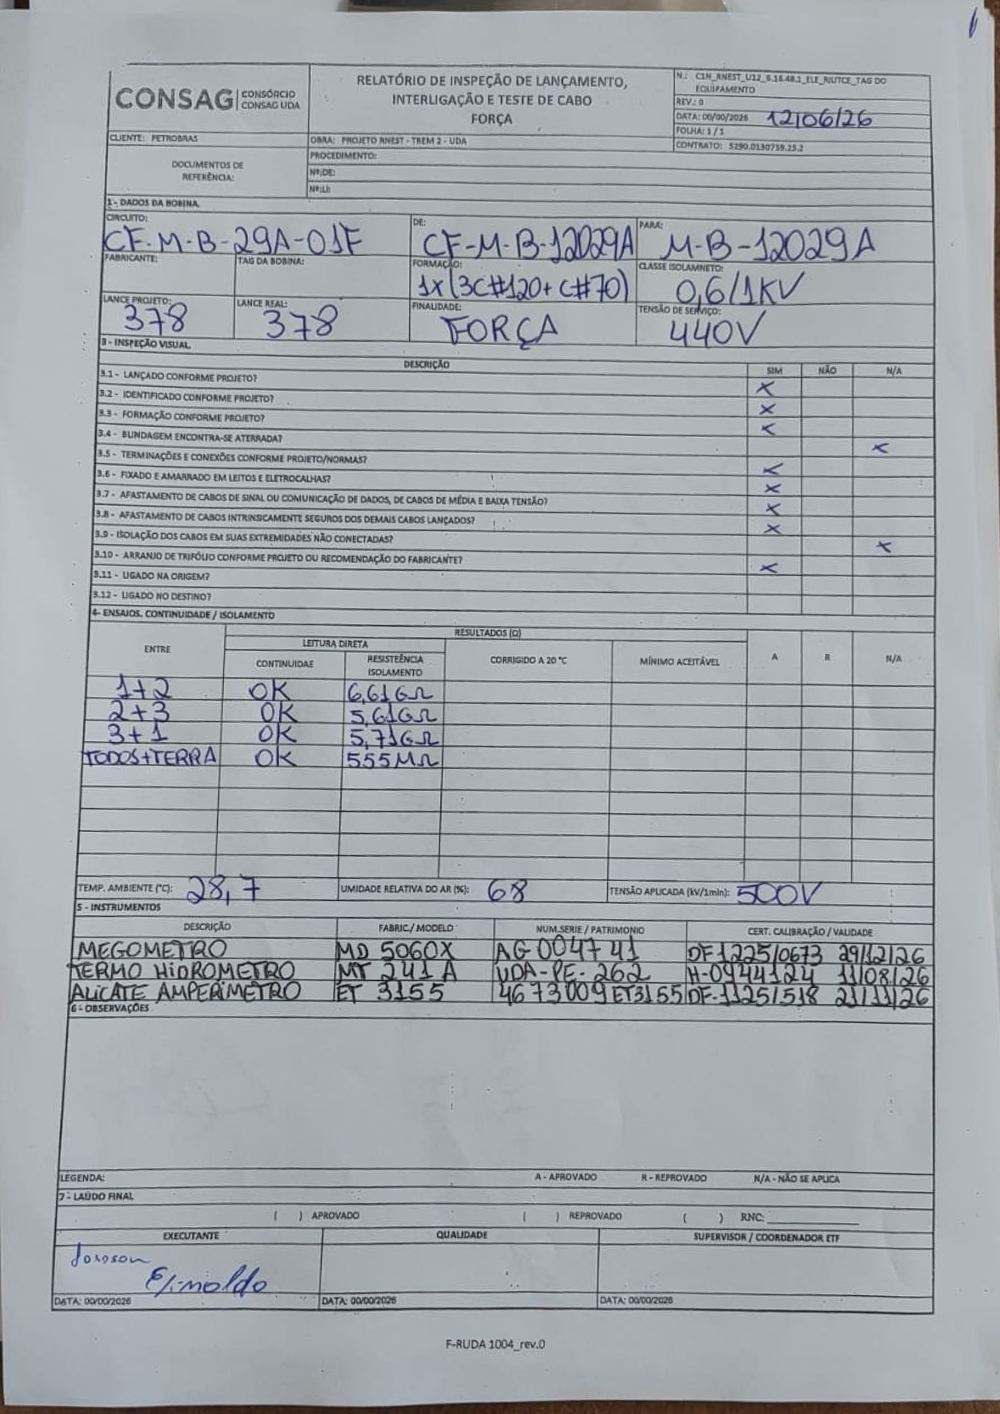 CONSAG CONSÓRCIO CONSAG UDA
RELATÓRIO DE INSPEÇÃO DE LANÇAMENTO,
INTERLIGAÇÃO E TESTE DE CABO
FORÇA
N.: C1N_RNEST_U12_ TAG DO
EQUIPAMENTO
REV.: 0
DATA: 00/00/2026 12/06/26
FOLHA: 1 / 1
CONTRATO: 5290.0130759.23.2
CLIENTE: PETROBRAS
OBRA: PROJETO RNEST - TREM 2 - UDA
DOCUMENTOS DE
REFERÊNCIA:
PROCEDIMENTO:
Nº:DE:
Nº:LI:
1 - DADOS DA BOBINA
CIRCUITO: CF-M-B-29A-01F
DE: CF-M-B-12029A
PARA: M-B-12029A
FABRICANTE:
TAG DA BOBINA:
FORMAÇÃO: 1x(3C#120+C#70)
CLASSE ISOLAMNETO: 0,6/1KV
LANCE PROJETO: 378
LANCE REAL: 378
FINALIDADE: FORÇA
TENSÃO DE SERVIÇO: 440V
3 - INSPEÇÃO VISUAL
DESCRIÇÃO SIM NÃO N/A
3.1 - LANÇADO CONFORME PROJETO? X
3.2 - IDENTIFICADO CONFORME PROJETO? X
3.3 - FORMAÇÃO CONFORME PROJETO? X
3.4 - BLINDAGEM ENCONTRA-SE ATERRADA? X
3.5 - TERMINAÇÕES E CONEXÕES CONFORME PROJETO/NORMAS? X
3.6 - FIXADO E AMARRADO EM LEITOS E ELETROCALHAS? X
3.7 - AFASTAMENTO DE CABOS DE SINAL OU COMUNICAÇÃO DE DADOS, DE CABOS DE MÉDIA E BAIXA TENSÃO? X
3.8 - AFASTAMENTO DE CABOS INTRINSICAMENTE SEGUROS DOS DEMAIS CABOS LANÇADOS? X
3.9 - ISOLAÇÃO DOS CABOS EM SUAS EXTREMIDADES NÃO CONECTADAS? X
3.10 - ARRANJO DE TRIFÓLIO CONFORME PROJETO OU RECOMENDAÇÃO DO FABRICANTE? X
3.11 - LIGADO NA ORIGEM?
3.12 - LIGADO NO DESTINO?
4- ENSAIOS. CONTINUIDADE / ISOLAMENTO
ENTRE
RESULTADOS (Ω)
LEITURA DIRETA
CONTINUIDAE
RESISTEÊNCIA
ISOLAMENTO
CORRIGIDO A 20 °C
MÍNIMO ACEITÁVEL
A R N/A
1+2 OK 6,61GΩ
2+3 OK 5,61GΩ
3+1 OK 5,71GΩ
TODOS+TERRA OK 555MΩ
TEMP. AMBIENTE (°C): 28,7
UMIDADE RELATIVA DO AR (%): 68
TENSÃO APLICADA (kV/1min): 500V
5 - INSTRUMENTOS
DESCRIÇÃO FABRIC./ MODELO NUM.SERIE / PATRIMONIO CERT. CALIBRAÇÃO / VALIDADE
MEGOMETRO MD 5060X AG004741 DF1225/0673 29/12/26
TERMO HiDROMETRO MT 241 A UDA-PE-262 H-0944124 11/08/26
ALICATE AMPERIMETRO ET 3155 4673009ET3155 DF-1125/518 21/11/26
6 - OBSERVAÇÕES
LEGENDA: A - APROVADO R - REPROVADO N/A - NÃO SE APLICA
7 - LAUDO FINAL
( ) APROVADO ( ) REPROVADO ( ) RNC:
EXECUTANTE QUALIDADE SUPERVISOR / COORDENADOR ETF
Elinaldo
DATA: 00/00/2026 DATA: 00/00/2026 DATA: 00/00/2026
F-RUDA 1004_rev.0